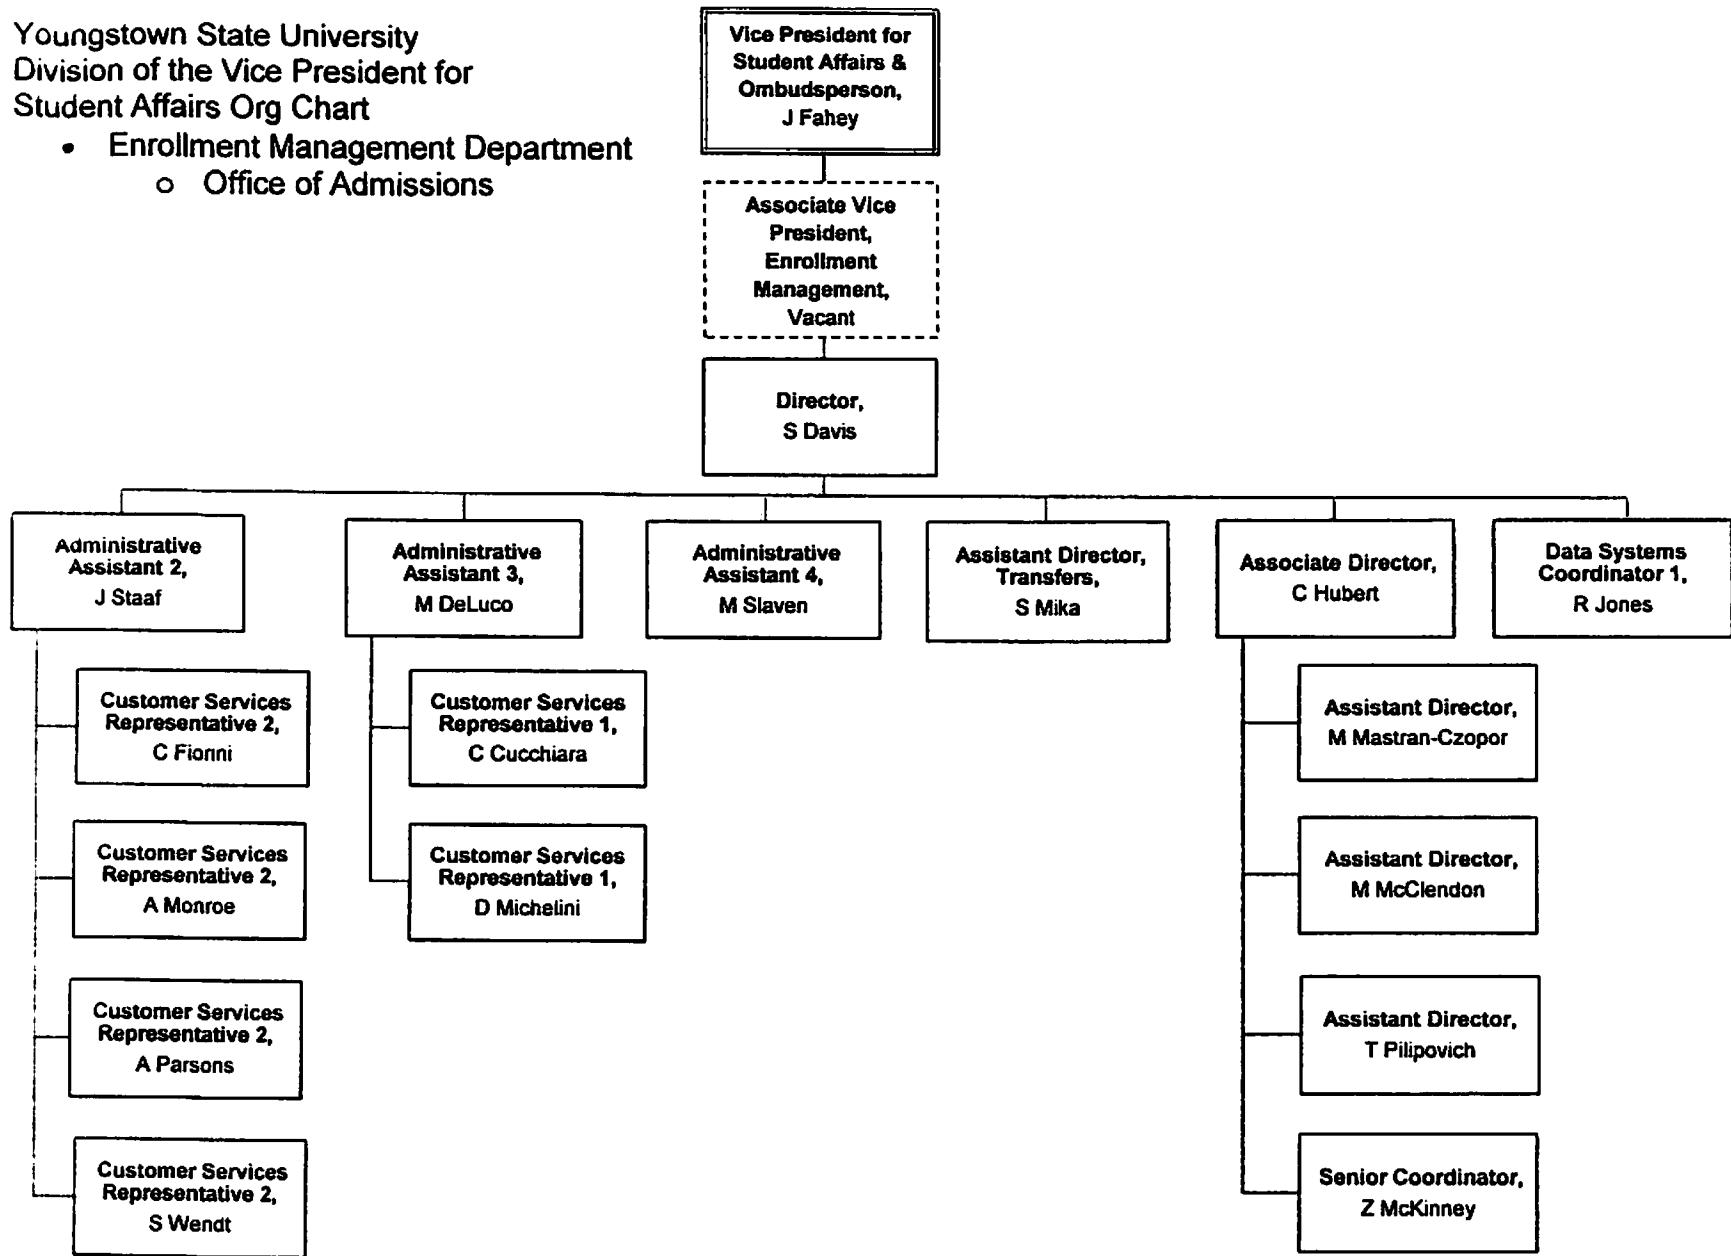 Youngstown State University
Division of the Vice President for
Student Affairs Org Chart
• Enrollment Management Department
o Office of Admissions
Vice President for
Student Affairs &
Ombudsperson,
J Fahey
Associate Vice
President,
Enrollment
Management,
Vacant
Director,
S Davis
Administrative
Assistant 2,
J Staaf
Administrative
Assistant 3,
M DeLuco
Administrative
Assistant 4,
M Slaven
Assistant Director,
Transfers,
S Mika
Associate Director,
C Hubert
Data Systems
Coordinator 1,
R Jones
Customer Services
Representative 2,
C
Customer Services
Representative 2,
A Monroe
Customer Services
Representative 2,
A Parsons
Customer Services
Representative 2,
S Wendt
Customer Services
Representative 1,
C Cucchiara
Customer Services
Representative 1,
D Michelini
Assistant Director,
M Mastran-Czopor
Assistant Director,
M McClendon
Assistant Director,
T Pilipovich
Senior Coordinator,
Z McKinney